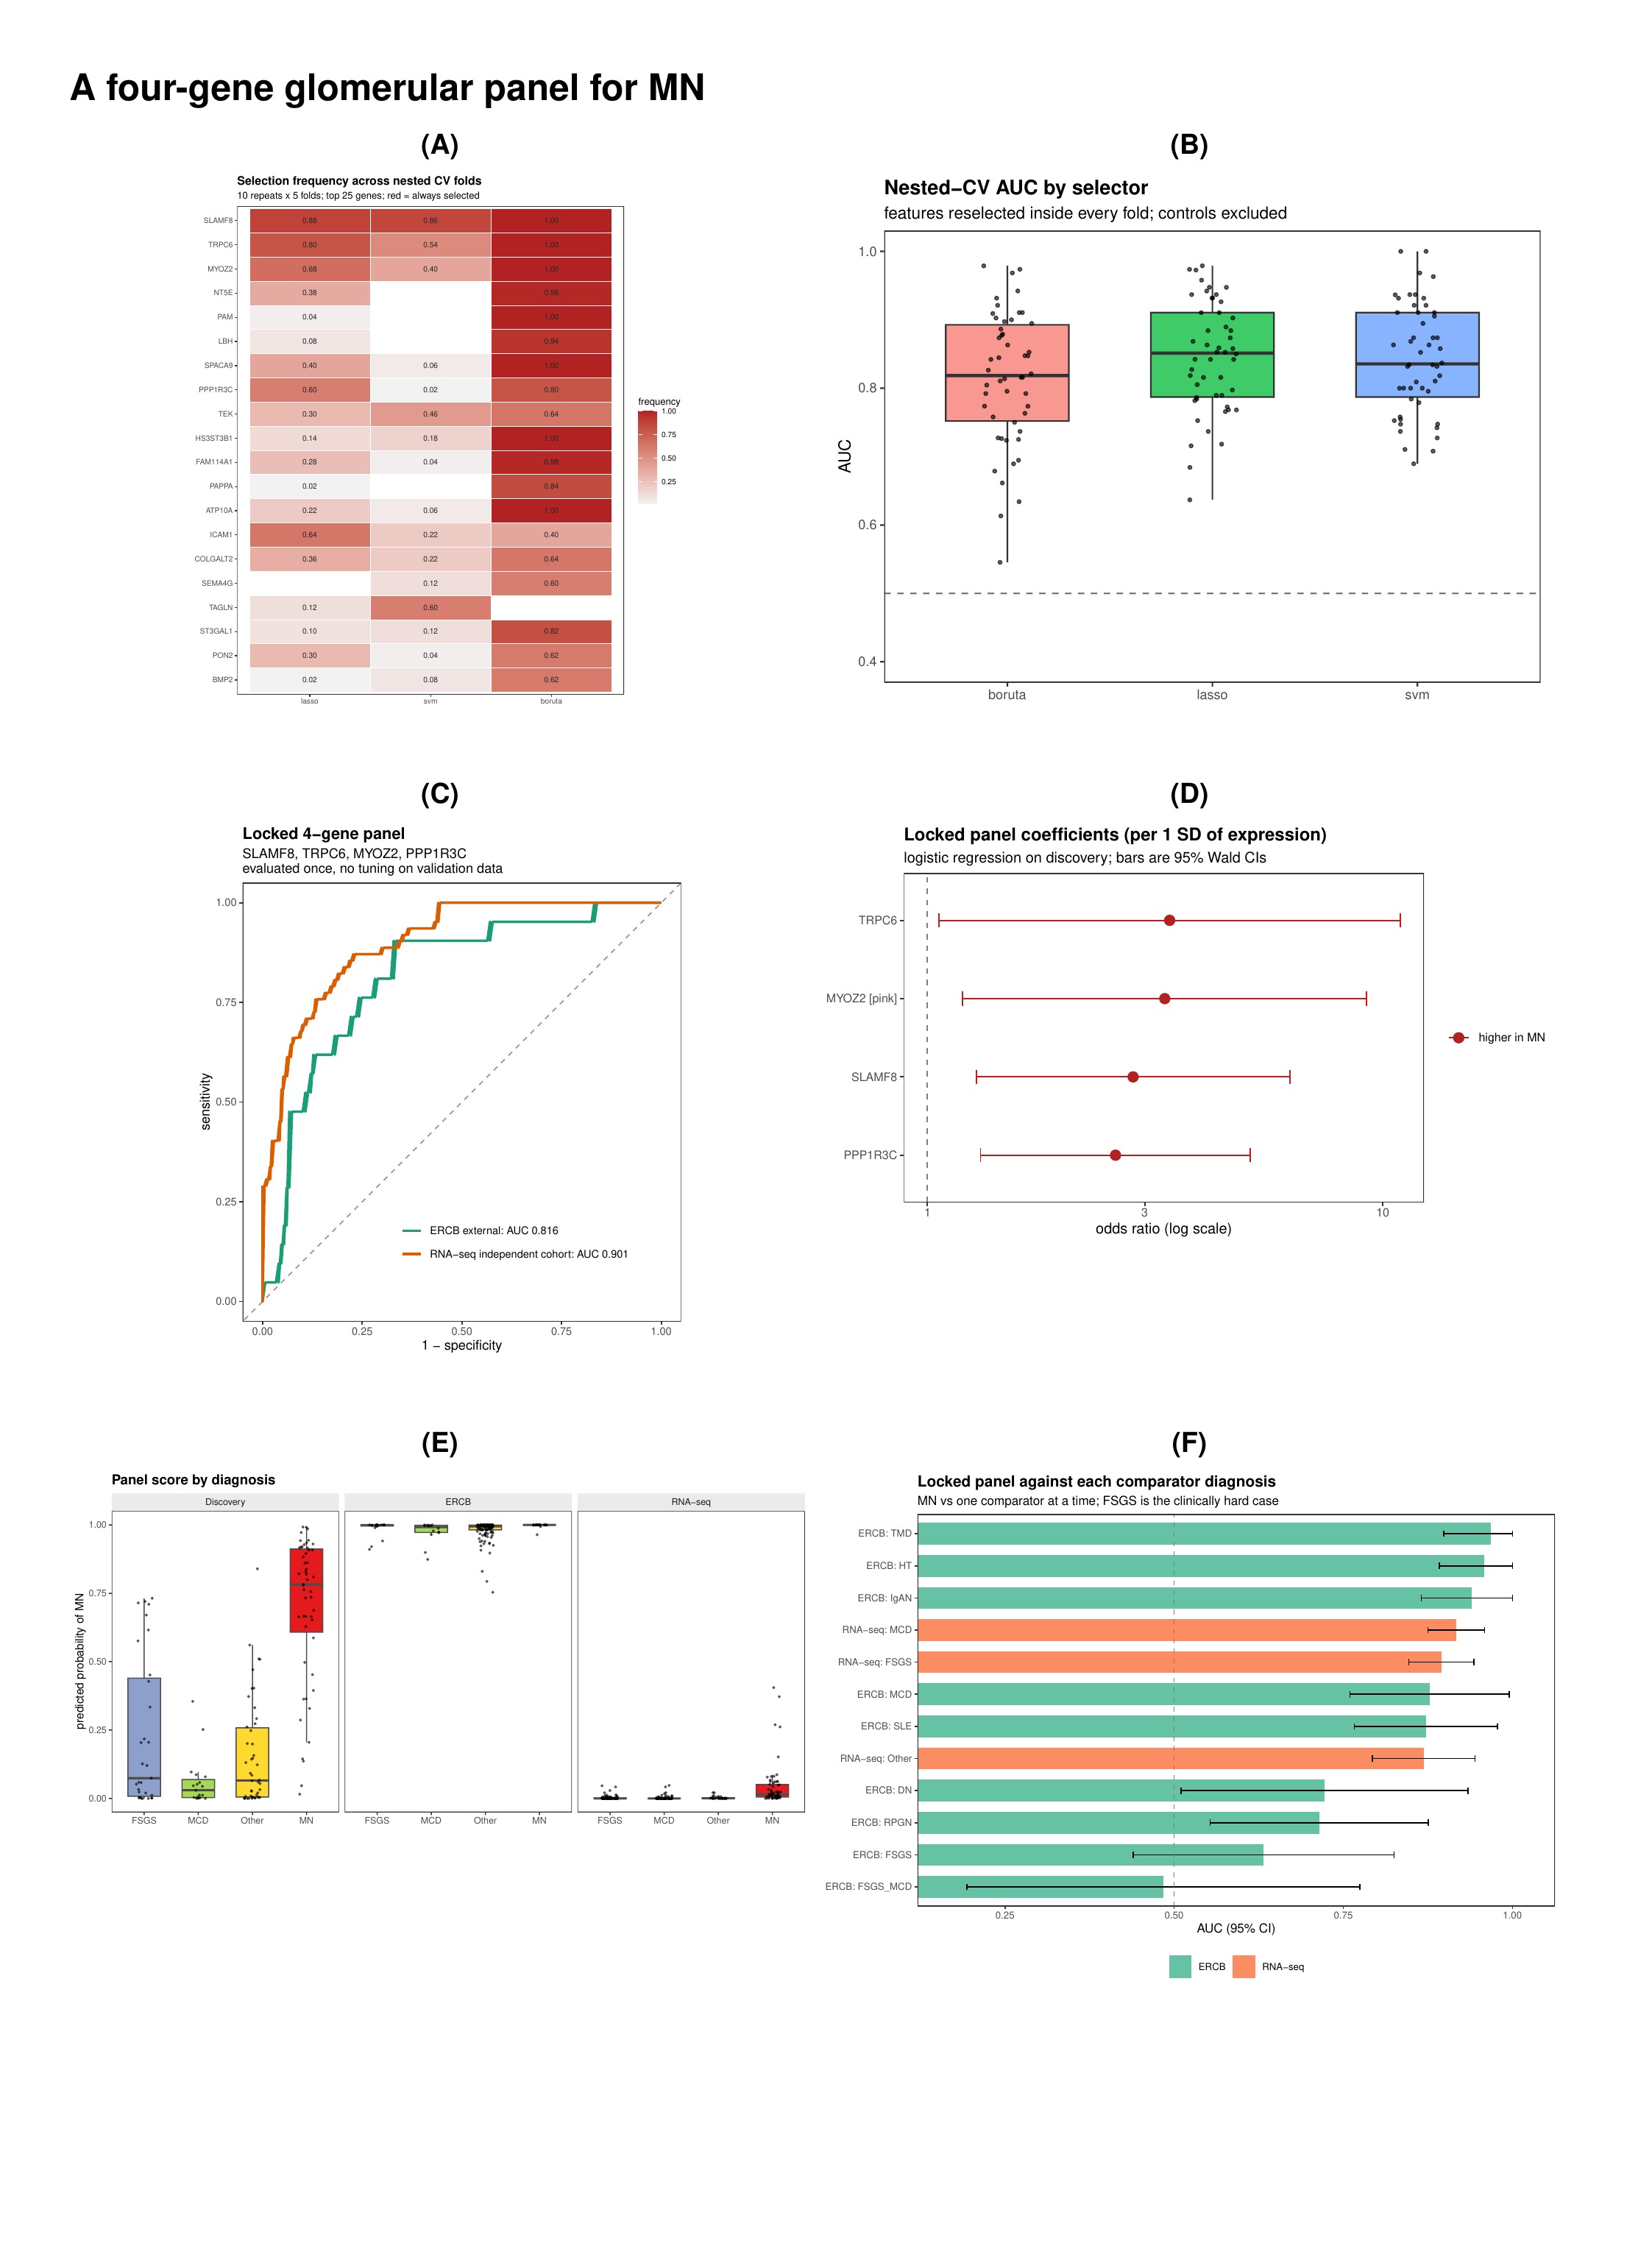 A four-gene glomerular panel for MN
(A)
Selection frequency across nested CV folds
10 repeats x 5 folds; top 25 genes; red = always selected
SLAMF8 0.88 0.86 1.00
TRPC6 0.80 0.54 1.00
MYOZ2 0.68 0.40 1.00
NT5E 0.38 0.98
PAM 0.04 1.00
LBH 0.08 0.94
SPACA9 0.40 0.06 1.00
PPP1R3C 0.60 0.02 0.80
TEK 0.30 0.46 0.64
HS3ST3B1 0.14 0.18 1.00
FAM114A1 0.28 0.04 0.98
PAPPA 0.02 0.84
ATP10A 0.22 0.06 1.00
ICAM1 0.64 0.22 0.40
COLGALT2 0.36 0.22 0.64
SEMA4G 0.12 0.60
TAGLN 0.12 0.60
ST3GAL1 0.10 0.12 0.82
PON2 0.30 0.04 0.62
BMP2 0.02 0.08 0.62
lasso svm boruta
frequency
1.00
0.75
0.50
0.25
(B)
Nested−CV AUC by selector
features reselected inside every fold; controls excluded
AUC
1.0
0.8
0.6
0.4
boruta lasso svm
(C)
Locked 4−gene panel
SLAMF8, TRPC6, MYOZ2, PPP1R3C
evaluated once, no tuning on validation data
sensitivity
1.00
0.75
0.50
0.25
0.00
ERCB external: AUC 0.816
RNA−seq independent cohort: AUC 0.901
0.00 0.25 0.50 0.75 1.00
1 − specificity
(D)
Locked panel coefficients (per 1 SD of expression)
logistic regression on discovery; bars are 95% Wald CIs
TRPC6
MYOZ2 [pink]
SLAMF8
PPP1R3C
1 3 10
odds ratio (log scale)
higher in MN
(E)
Panel score by diagnosis
Discovery ERCB RNA−seq
predicted probability of MN
1.00
0.75
0.50
0.25
0.00
FSGS MCD Other MN FSGS MCD Other MN FSGS MCD Other MN
(F)
Locked panel against each comparator diagnosis
MN vs one comparator at a time; FSGS is the clinically hard case
ERCB: TMD
ERCB: HT
ERCB: IgAN
RNA−seq: MCD
RNA−seq: FSGS
ERCB: MCD
ERCB: SLE
RNA−seq: Other
ERCB: DN
ERCB: RPGN
ERCB: FSGS
ERCB: FSGS_MCD
0.25 0.50 0.75 1.00
AUC (95% CI)
ERCB RNA−seq